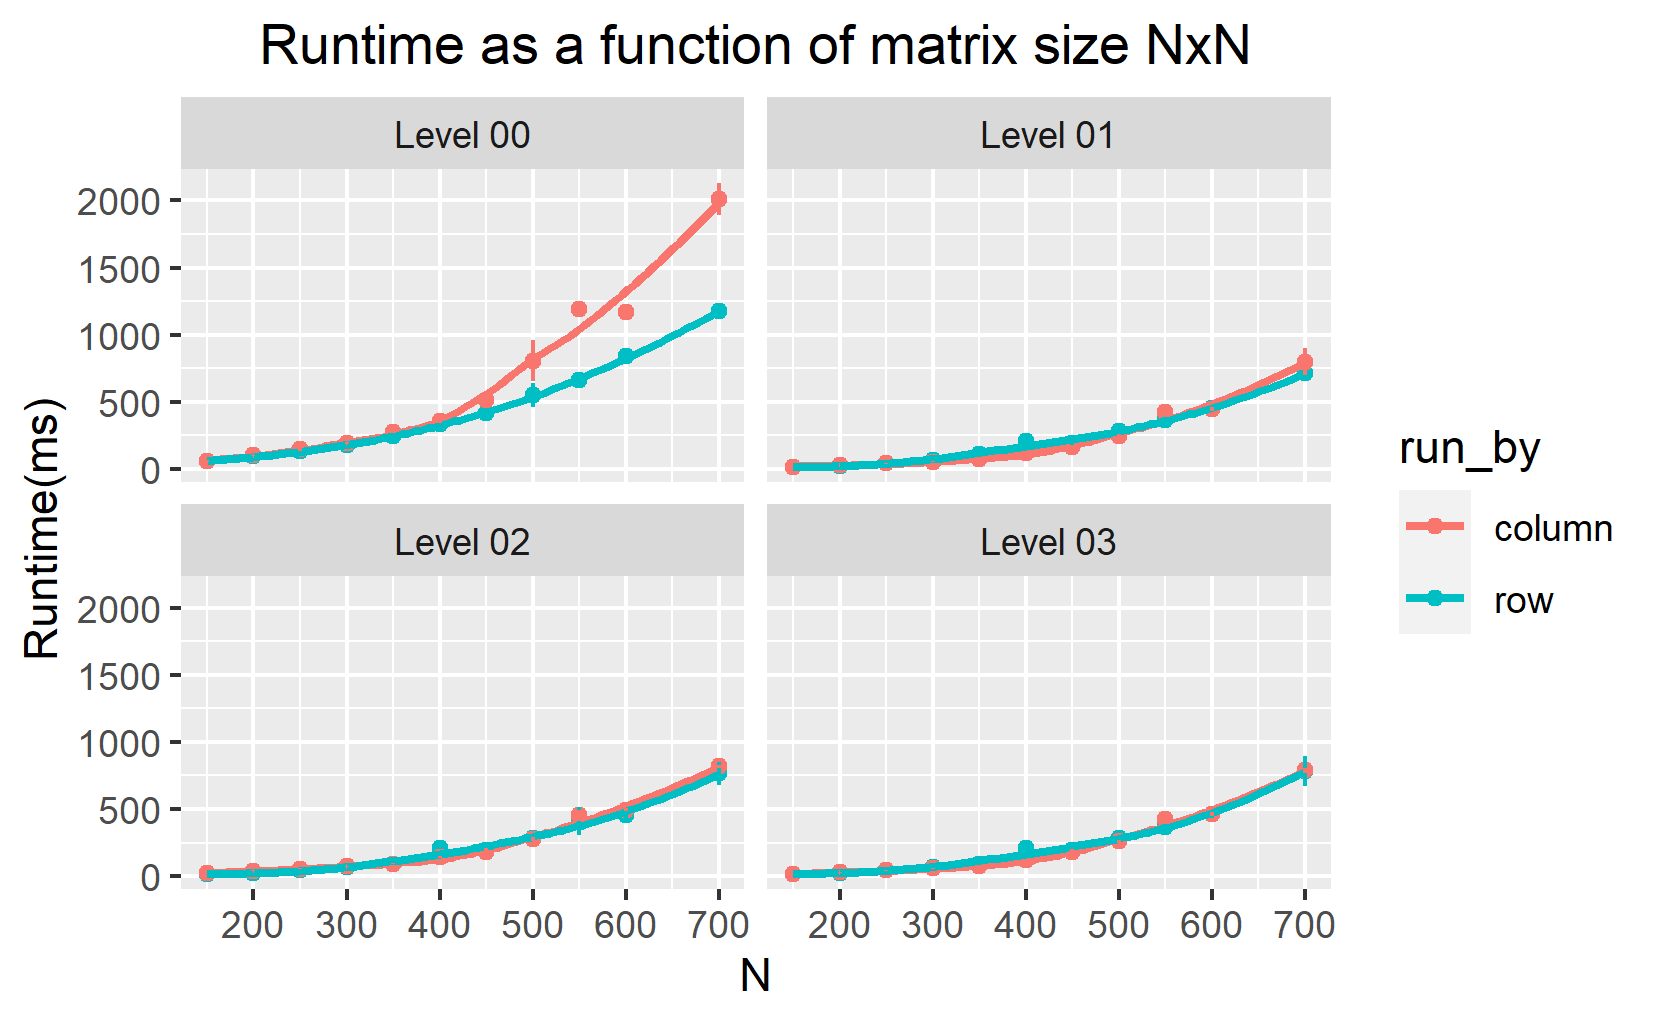 Runtime as a function of matrix size NxN
Level 00
Level 01
2000
1500
1000
500
0
Level 02
Level 03
2000
1500
1000
500
0
200 300 400 500 600 700
200 300 400 500 600 700
N
Runtime(ms)
run_by
column
row